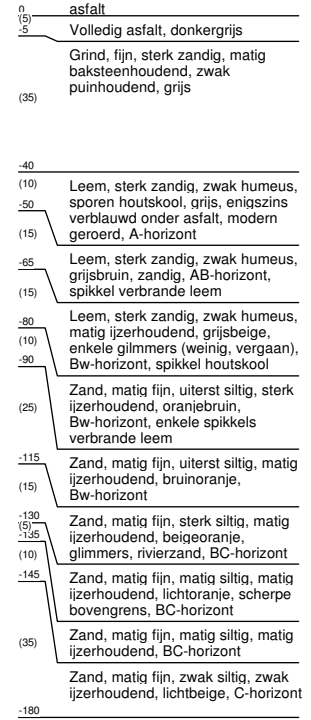 0 asfalt
(5)
-5 Volledig asfalt, donkergrijs
Grind, fijn, sterk zandig, matig
baksteenhoudend, zwak
puinhoudend, grijs
(35)
-40
(10)
Leem, sterk zandig, zwak humeus,
sporen houtskool, grijs, enigszins
verblauwd onder asfalt, modern
geroerd, A-horizont
-50
(15)
Leem, sterk zandig, zwak humeus,
grijsbruin, zandig, AB-horizont,
spikkel verbrande leem
-65
(15)
Leem, sterk zandig, zwak humeus,
matig ijzerhoudend, grijsbeige,
enkele gilmmers (weinig, vergaan),
Bw-horizont, spikkel houtskool
-80
(10)
-90
Zand, matig fijn, uiterst siltig, sterk
ijzerhoudend, oranjebruin,
Bw-horizont, enkele spikkels
verbrande leem
(25)
-115
Zand, matig fijn, uiterst siltig, matig
ijzerhoudend, bruinoranje,
Bw-horizont
(15)
-130
Zand, matig fijn, sterk siltig, matig
ijzerhoudend, beigeoranje,
glimmers, rivierzand, BC-horizont
(5)
-135
(10)
-145
Zand, matig fijn, matig siltig, matig
ijzerhoudend, lichtoranje, scherpe
bovengrens, BC-horizont
Zand, matig fijn, matig siltig, matig
ijzerhoudend, BC-horizont
(35)
Zand, matig fijn, zwak siltig, zwak
ijzerhoudend, lichtbeige, C-horizont
-180